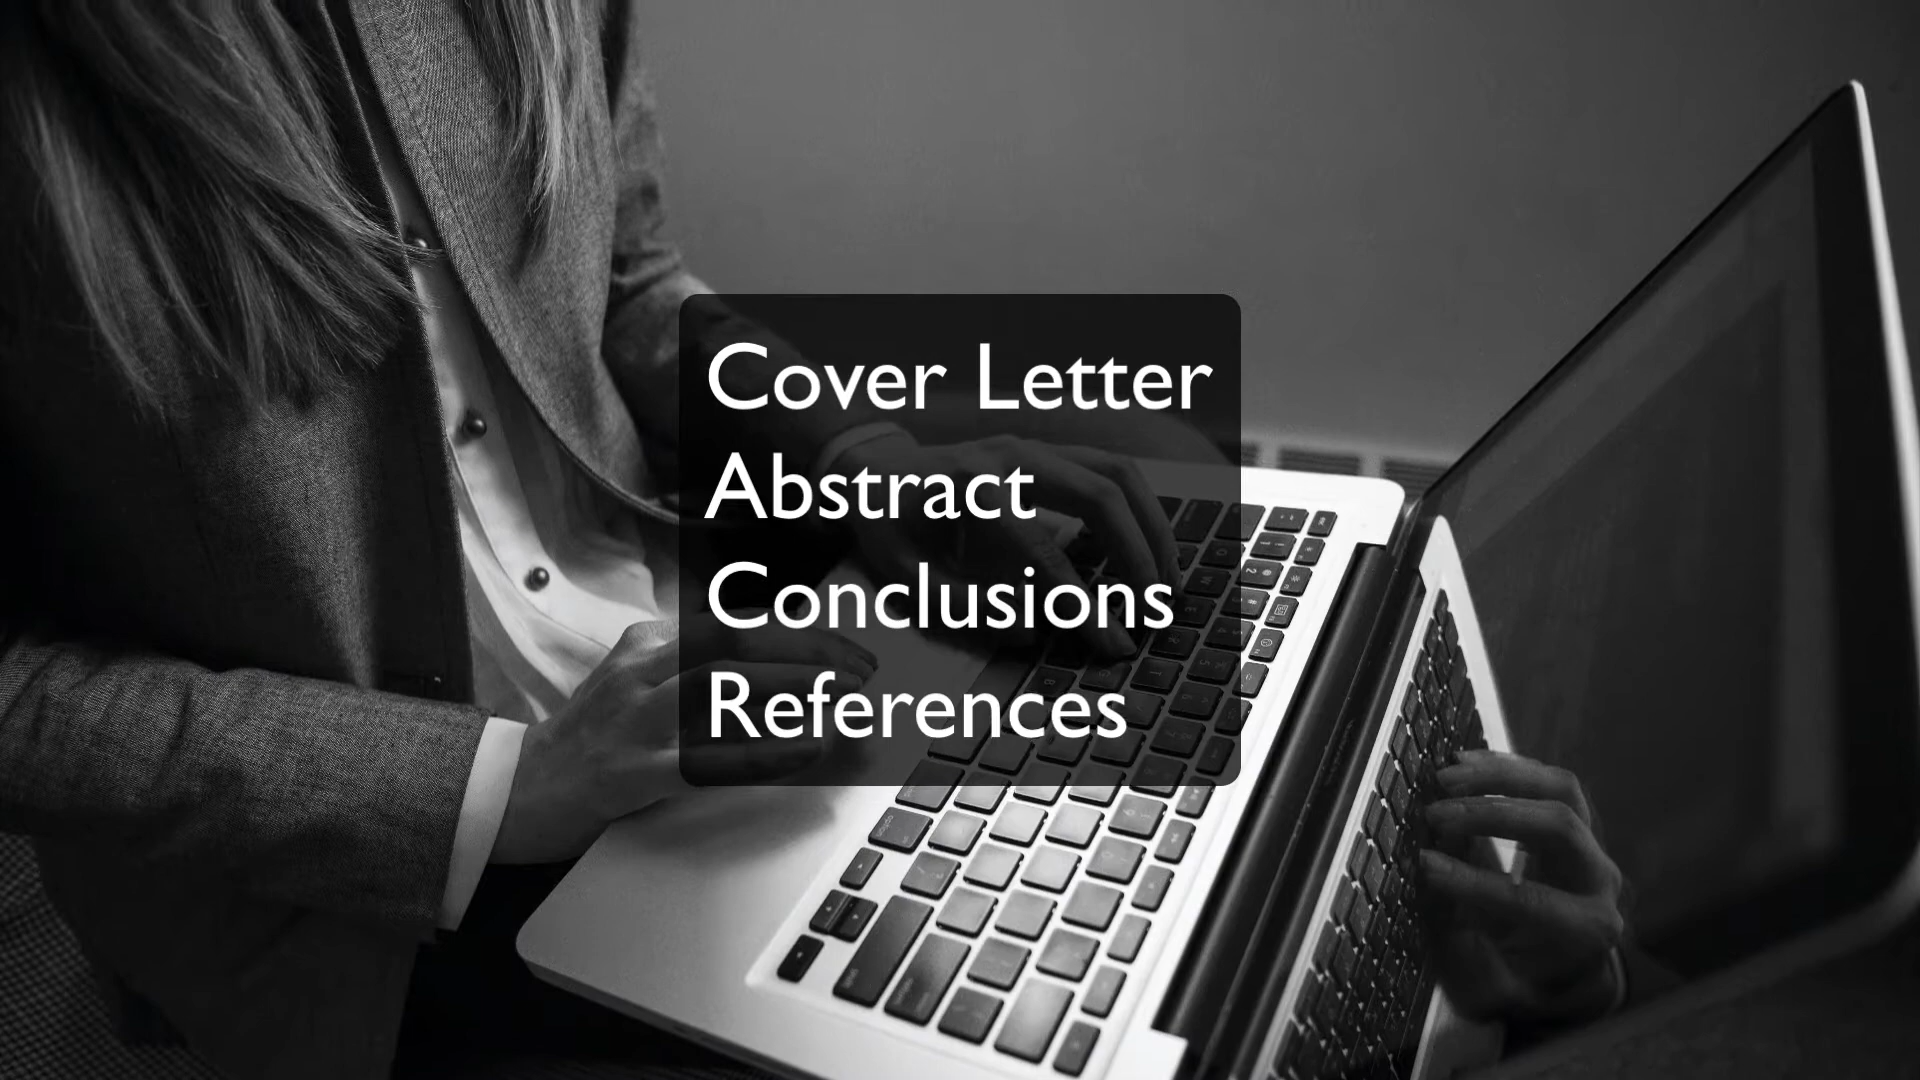 Cover Letter
Abstract
Conclusions
References